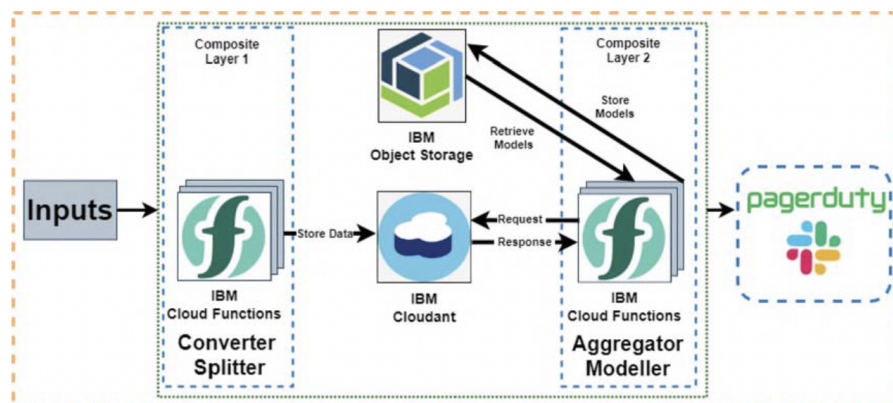 Inputs
Composite
Layer 1
IBM
Cloud Functions
Converter
Splitter
Store Data
IBM
Object Storage
Retrieve
Models
Store
Models
IBM
Cloudant
Request
Response
Composite
Layer 2
IBM
Cloud Functions
Aggregator
Modeller
pagerduty